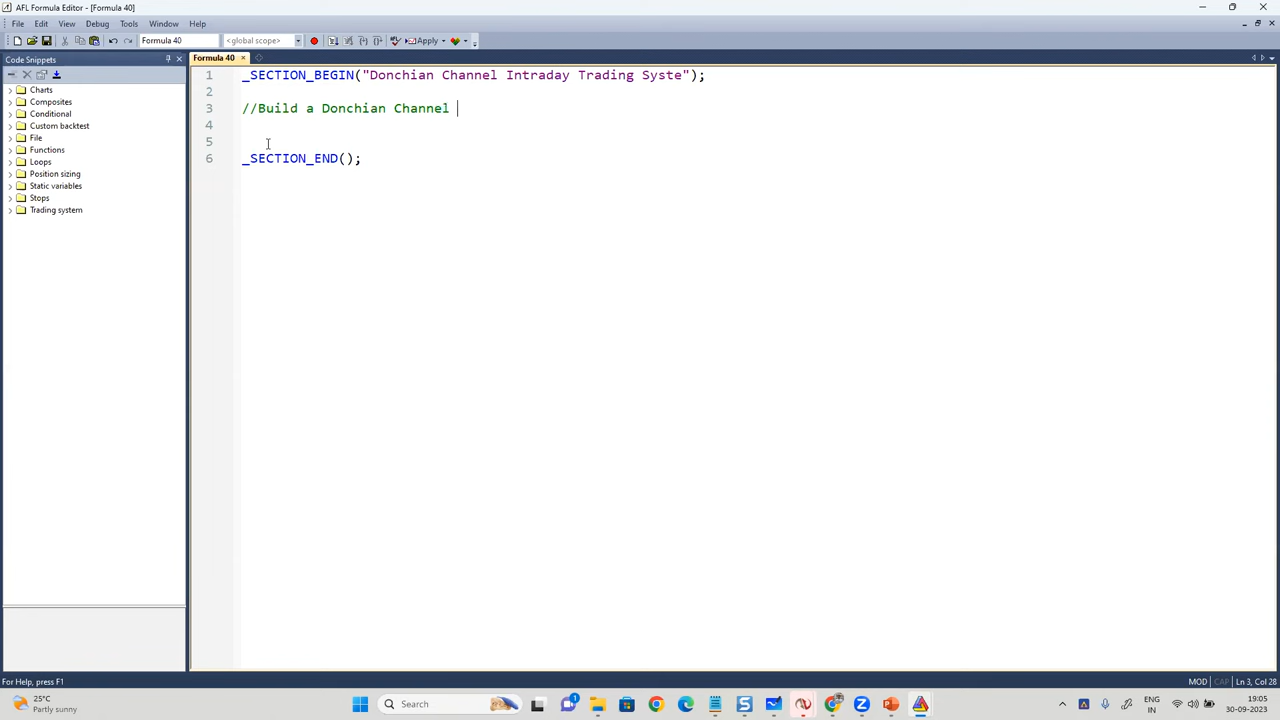 AFL Formula Editor - [Formula 40]
File Edit View Debug Tools Window Help
Formula 40 <global scope> Apply
Code Snippets
Formula 40
Charts
Composites
Conditional
Custom backtest
File
Functions
Loops
Position sizing
Static variables
Stops
Trading system
1 _SECTION_BEGIN("Donchian Channel Intraday Trading Syste");
2
3 //Build a Donchian Channel
4
5
6 _SECTION_END();
For Help, press F1
MOD CAP Ln 3, Col 28
25°C
Partly sunny
Search
1
ENG
IN
19:05
30-09-2023